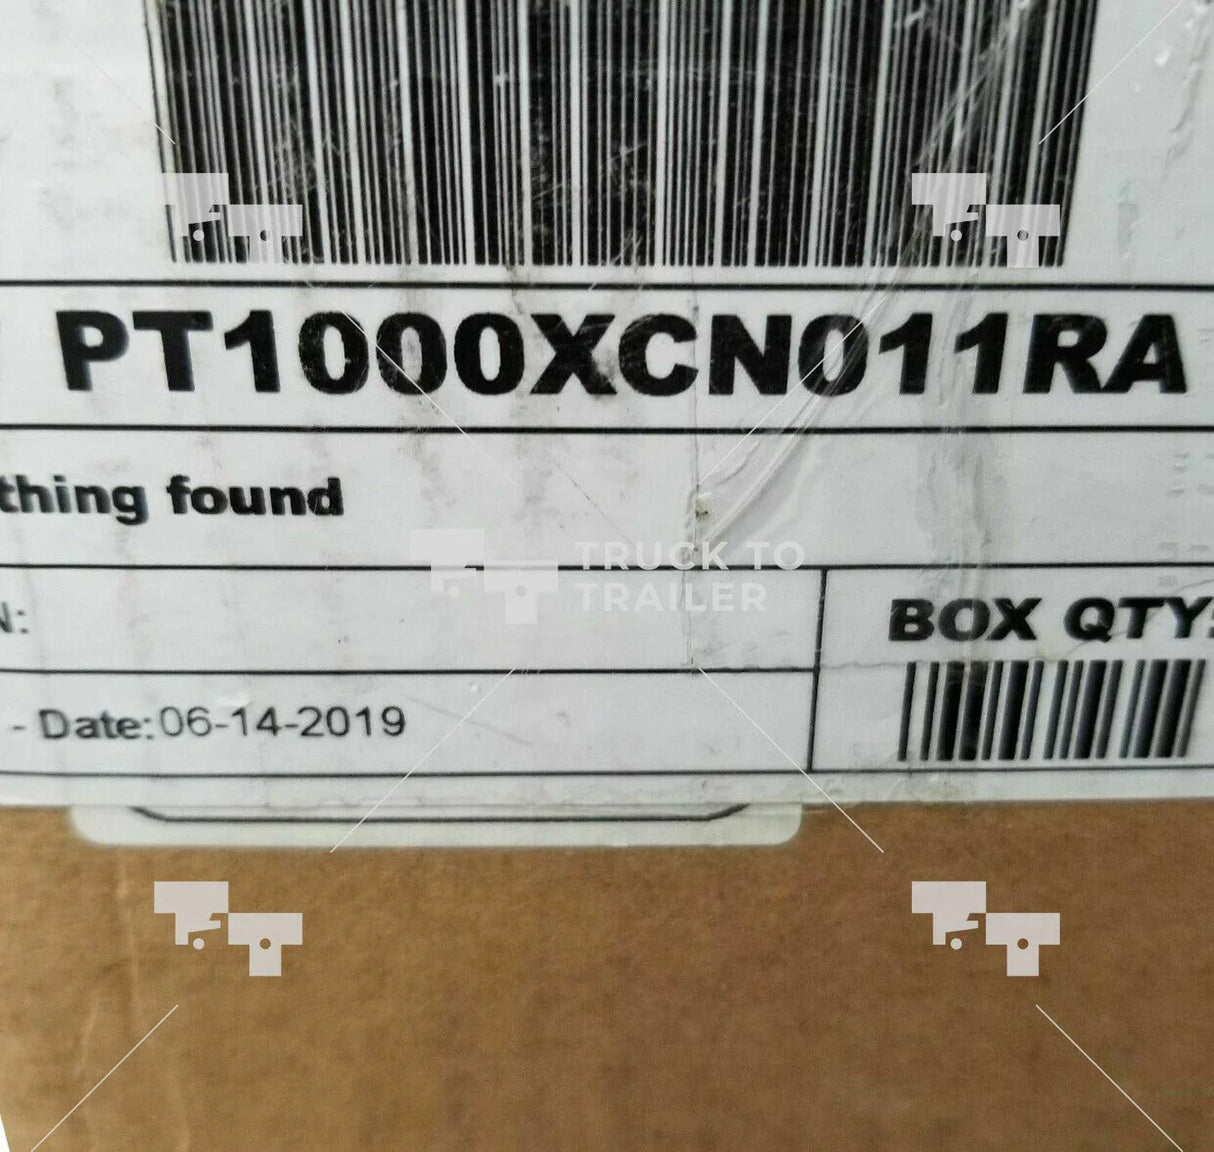 PT1000XCN011RA
thing found
TRUCK TO
TRAILER
N:
BOX QTY:
- Date: 06-14-2019